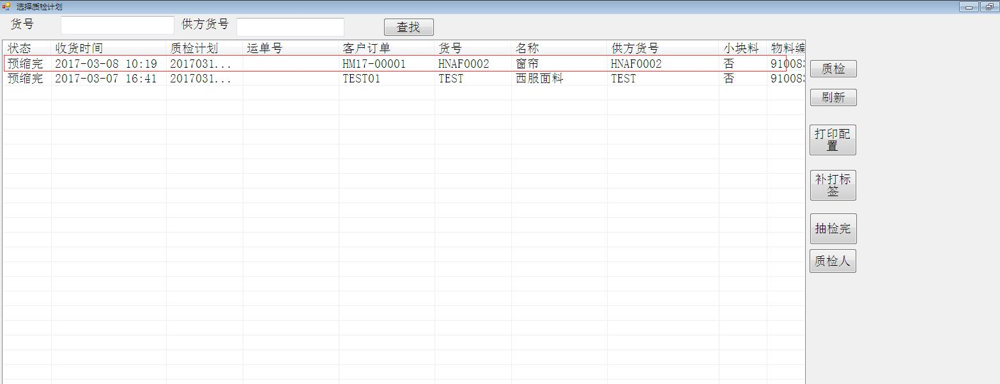 选择质检计划
货号 供方货号 查找
状态 收货时间 质检计划 运单号 客户订单 货号 名称 供方货号 小块料 物料编
预缩完 2017-03-08 10:19 2017031... HM17-00001 HNAF0002 窗帘 HNAF0002 否 91008
预缩完 2017-03-07 16:41 2017031... TEST01 TEST 西服面料 TEST 否 91008
质检
刷新
打印配
置
补打标
签
抽检完
质检人